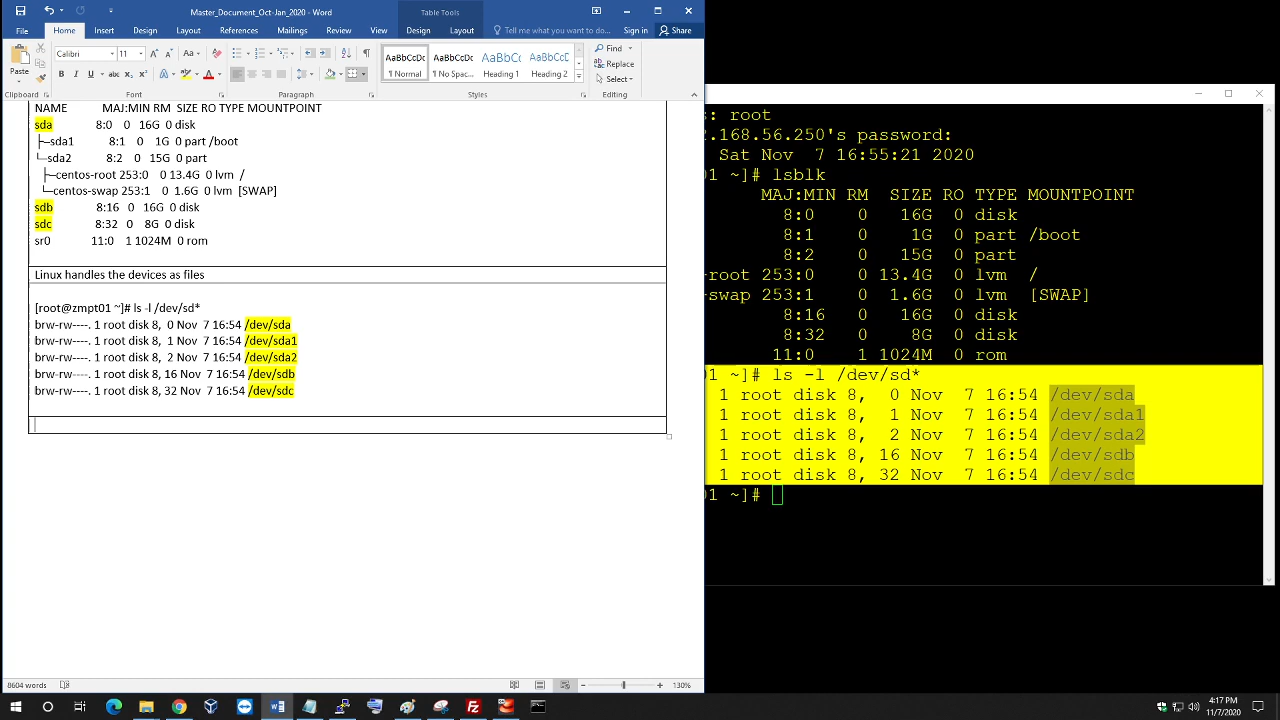 Master_Document_Oct-Jan_2020 - Word
Table Tools
File
Home
Insert
Design
Layout
References
Mailings
Review
View
Design
Layout
Tell me what you want to do...
Sign in
Share
Paste
Calibri
11
Aa
B I U abc x₂ x²
A
AaBbCcDc
¶ Normal
AaBbCcDc
¶ No Spac...
AaBbCc
Heading 1
AaBbCcD
Heading 2
Find
Replace
Select
Clipboard
Font
Paragraph
Styles
Editing
NAME MAJ:MIN RM SIZE RO TYPE MOUNTPOINT
sda 8:0 0 16G 0 disk
├─sda1 8:1 0 1G 0 part /boot
└─sda2 8:2 0 15G 0 part
├─centos-root 253:0 0 13.4G 0 lvm /
└─centos-swap 253:1 0 1.6G 0 lvm [SWAP]
sdb 8:16 0 16G 0 disk
sdc 8:32 0 8G 0 disk
sr0 11:0 1 1024M 0 rom
Linux handles the devices as files
[root@zmpt01 ~]# ls -l /dev/sd*
brw-rw----. 1 root disk 8, 0 Nov 7 16:54 /dev/sda
brw-rw----. 1 root disk 8, 1 Nov 7 16:54 /dev/sda1
brw-rw----. 1 root disk 8, 2 Nov 7 16:54 /dev/sda2
brw-rw----. 1 root disk 8, 16 Nov 7 16:54 /dev/sdb
brw-rw----. 1 root disk 8, 32 Nov 7 16:54 /dev/sdc
8604 words
130%
: root
.168.56.250's password:
Sat Nov 7 16:55:21 2020
01 ~]# lsblk
MAJ:MIN RM SIZE RO TYPE MOUNTPOINT
8:0 0 16G 0 disk
8:1 0 1G 0 part /boot
8:2 0 15G 0 part
-root 253:0 0 13.4G 0 lvm /
-swap 253:1 0 1.6G 0 lvm [SWAP]
8:16 0 16G 0 disk
8:32 0 8G 0 disk
11:0 1 1024M 0 rom
01 ~]# ls -l /dev/sd*
1 root disk 8, 0 Nov 7 16:54 /dev/sda
1 root disk 8, 1 Nov 7 16:54 /dev/sda1
1 root disk 8, 2 Nov 7 16:54 /dev/sda2
1 root disk 8, 16 Nov 7 16:54 /dev/sdb
1 root disk 8, 32 Nov 7 16:54 /dev/sdc
01 ~]#
4:17 PM
11/7/2020